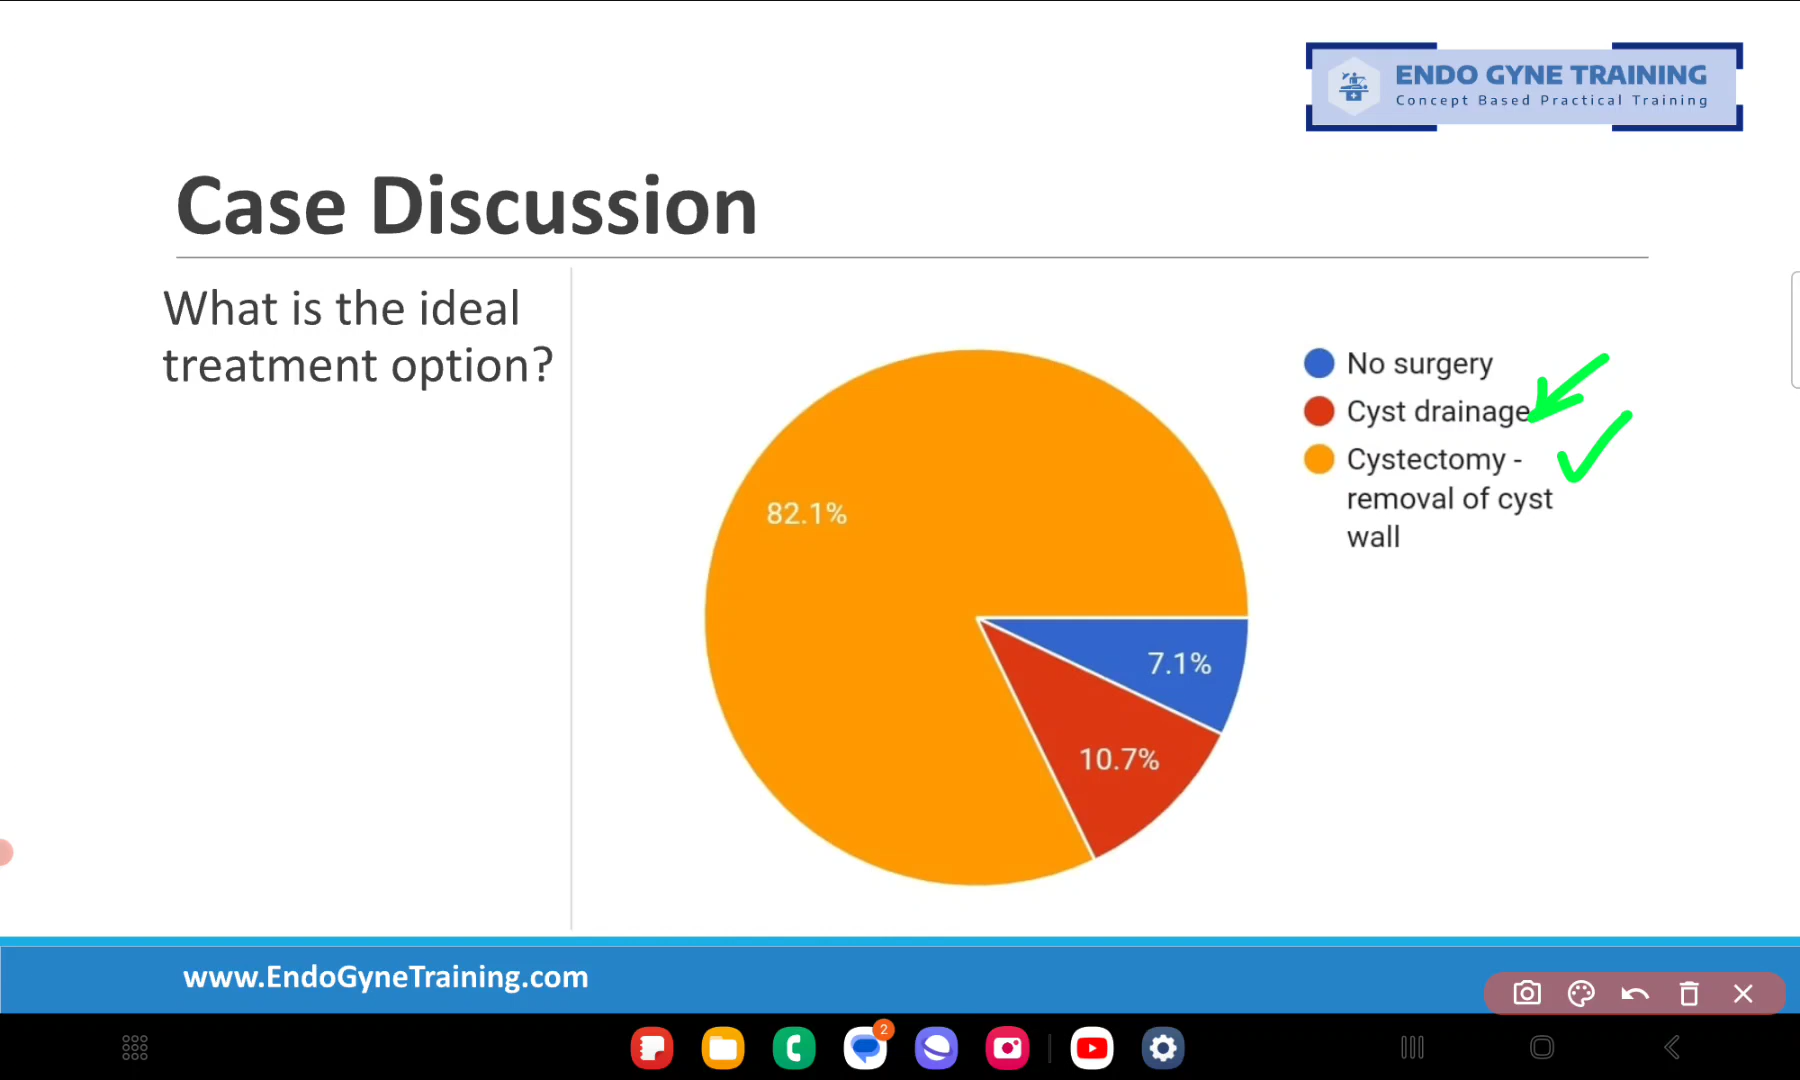 ENDO GYNE TRAINING
Concept Based Practical Training
Case Discussion
What is the ideal
treatment option?
82.1%
7.1%
10.7%
No surgery
Cyst drainage
Cystectomy -
removal of cyst
wall
www.EndoGyneTraining.com
2